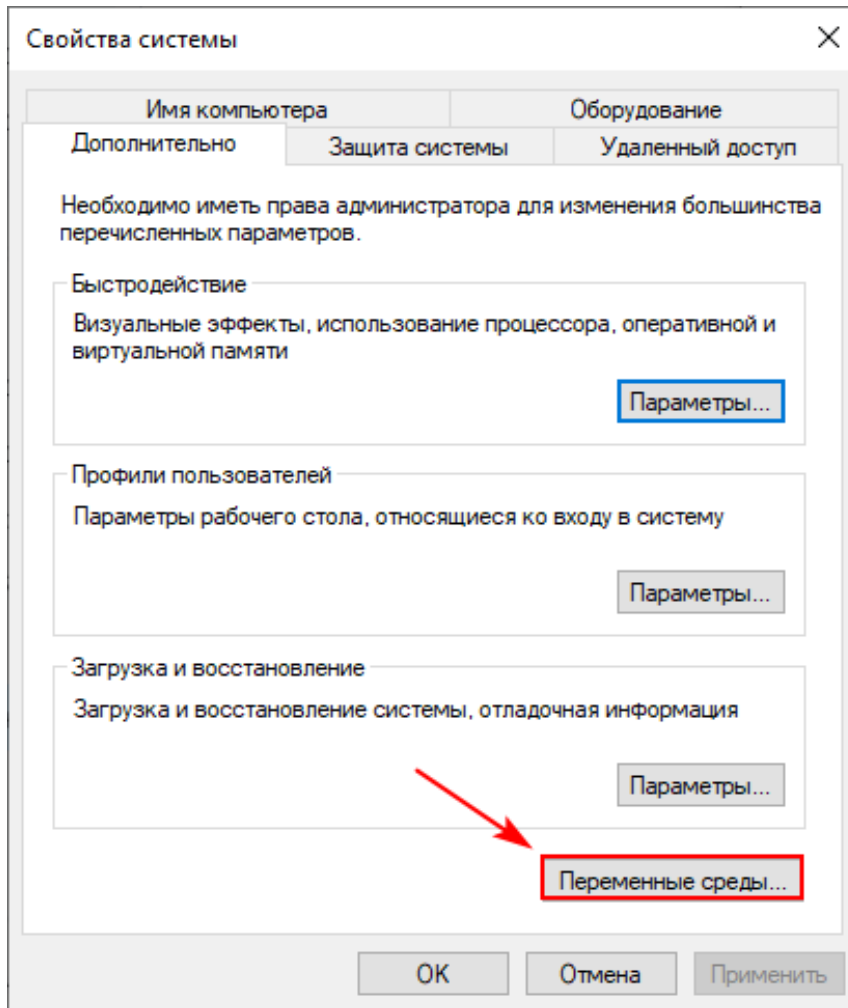 Свойства системы
Имя компьютера
Оборудование
Дополнительно
Защита системы
Удаленный доступ
Необходимо иметь права администратора для изменения большинства
перечисленных параметров.
Быстродействие
Визуальные эффекты, использование процессора, оперативной и
виртуальной памяти
Параметры...
Профили пользователей
Параметры рабочего стола, относящиеся ко входу в систему
Параметры...
Загрузка и восстановление
Загрузка и восстановление системы, отладочная информация
Параметры...
Переменные среды...
ОК
Отмена
Применить